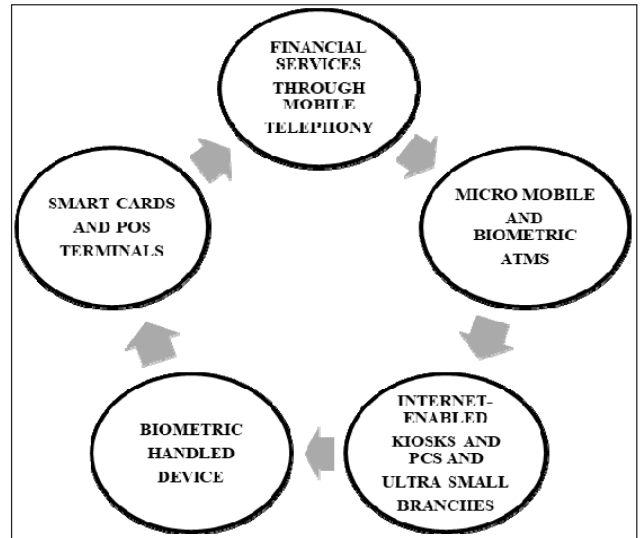 FINANCIAL
SERVICES
THROUGH MOBILE
TELEPHONY
MICRO MOBILE
AND
BIOMETRIC
ATMS
INTERNET-
ENABLED
KIOSKS AND
PCS AND
ULTRA SMALL
BRANCHES
BIOMETRIC
HANDLED
DEVICE
SMART CARDS
AND POS
TERMINALS